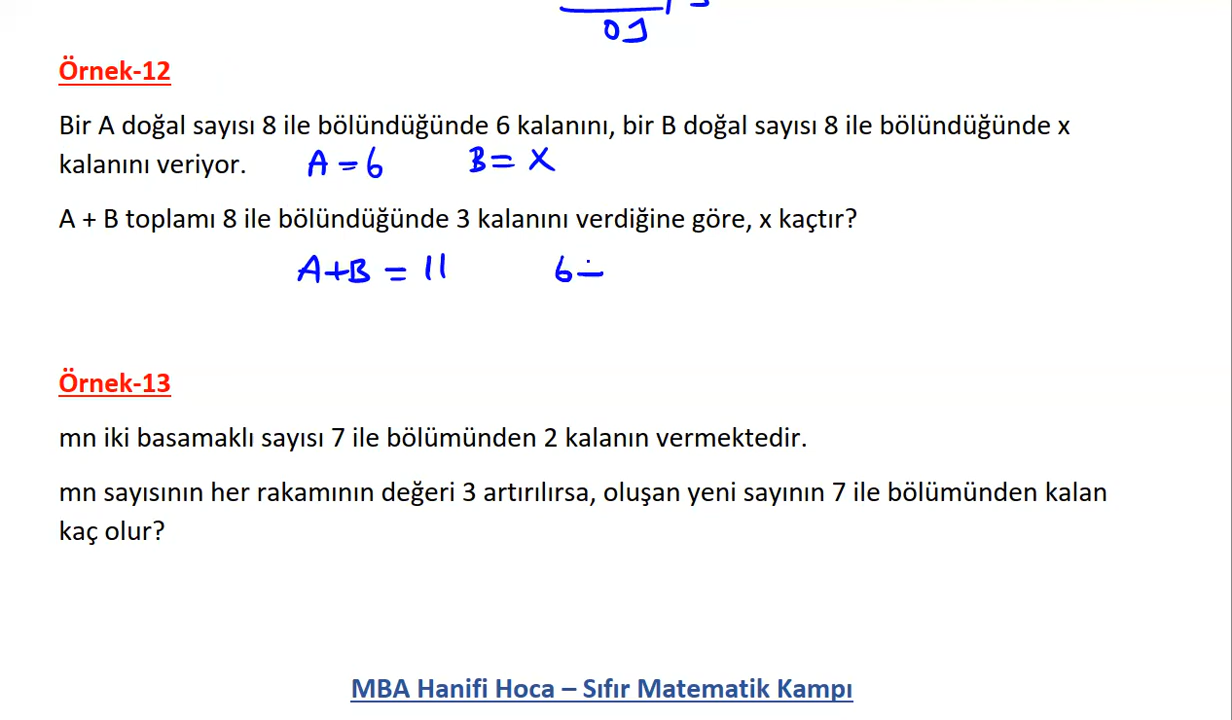 Örnek-12
Bir A doğal sayısı 8 ile bölündüğünde 6 kalanını, bir B doğal sayısı 8 ile bölündüğünde x
kalanını veriyor. A = 6 B = x
A + B toplamı 8 ile bölündüğünde 3 kalanını verdiğine göre, x kaçtır?
A+B = 11 6
Örnek-13
mn iki basamaklı sayısı 7 ile bölümünden 2 kalanın vermektedir.
mn sayısının her rakamının değeri 3 artırılırsa, oluşan yeni sayının 7 ile bölümünden kalan
kaç olur?
MBA Hanifi Hoca – Sıfır Matematik Kampı